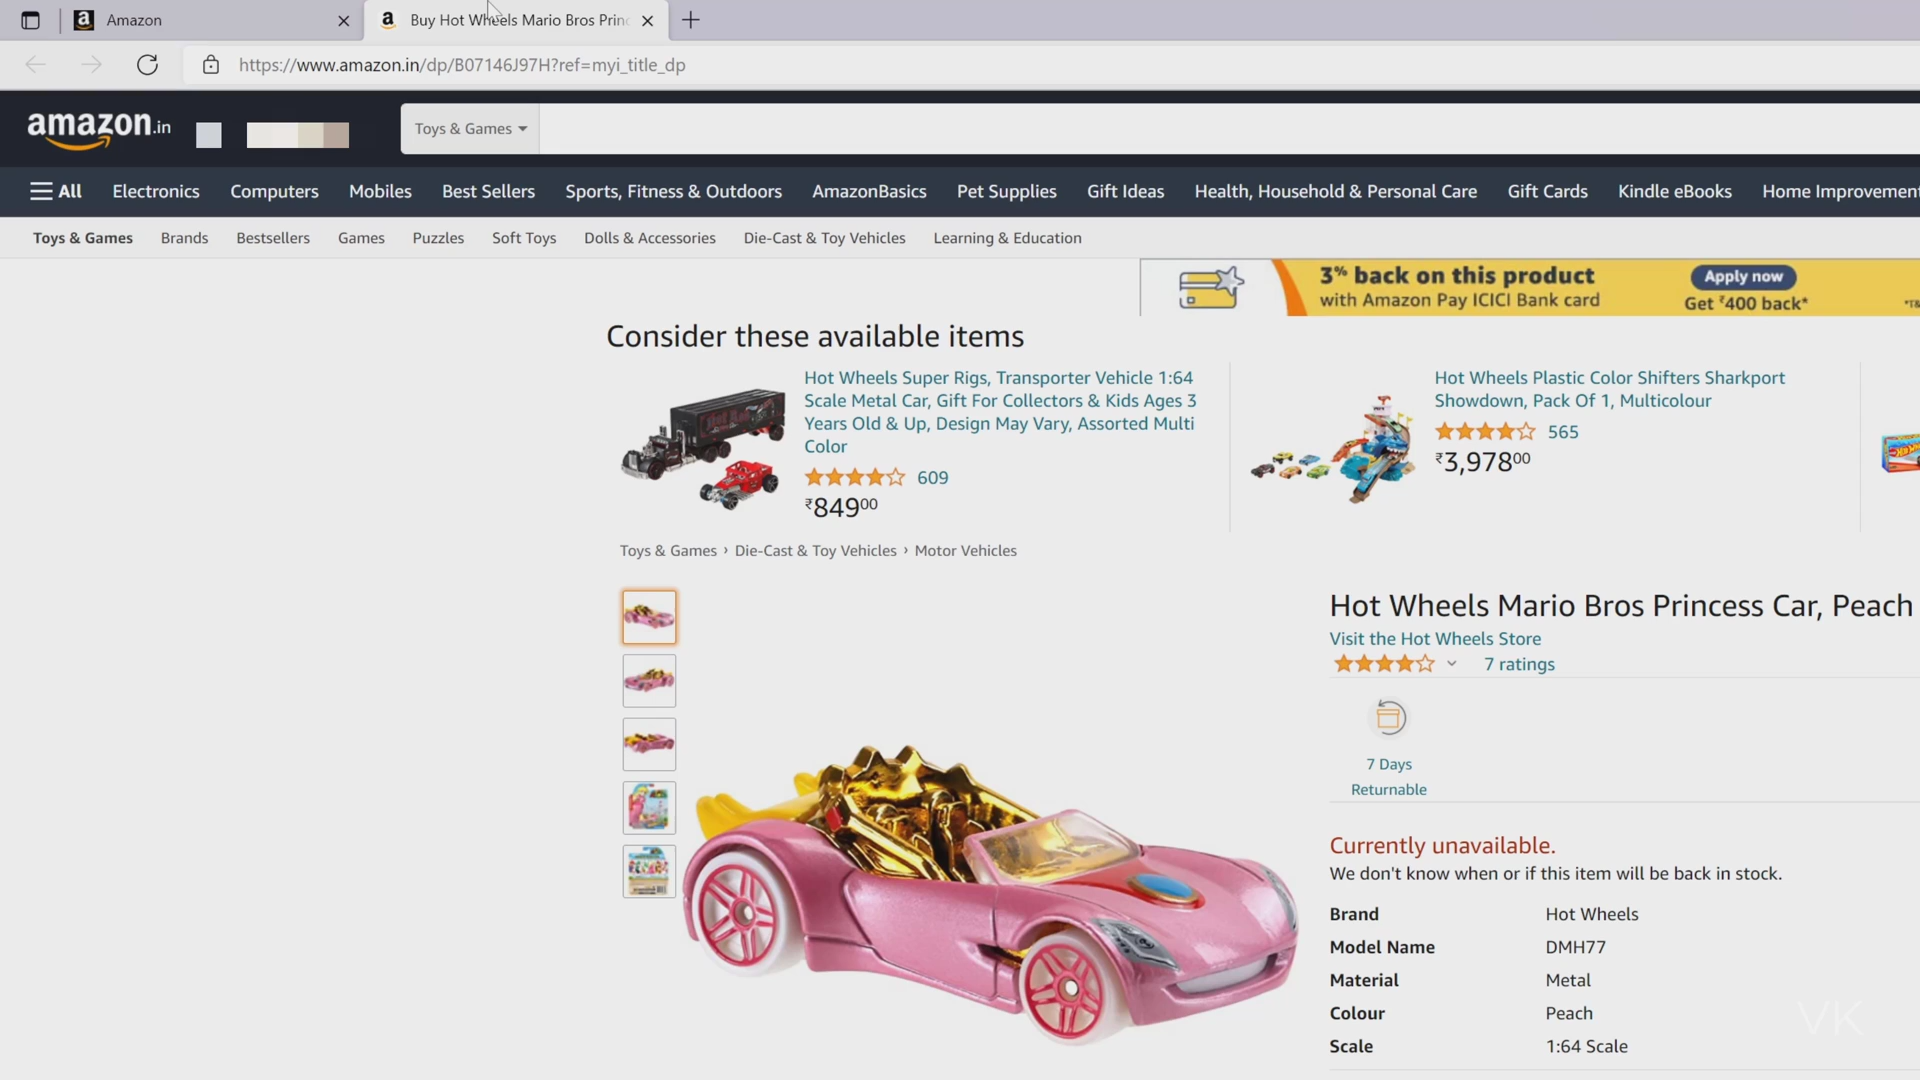 Amazon
Buy Hot Wheels Mario Bros Princ
https://www.amazon.in/dp/B07146J97H?ref=myi_title_dp
amazon.in
Toys & Games
All Electronics Computers Mobiles Best Sellers Sports, Fitness & Outdoors AmazonBasics Pet Supplies Gift Ideas Health, Household & Personal Care Gift Cards Kindle eBooks Home Improvement
Toys & Games Brands Bestsellers Games Puzzles Soft Toys Dolls & Accessories Die-Cast & Toy Vehicles Learning & Education
3% back on this product
with Amazon Pay ICICI Bank card
Apply now
Get ₹400 back*
Consider these available items
Hot Wheels Super Rigs, Transporter Vehicle 1:64
Scale Metal Car, Gift For Collectors & Kids Ages 3
Years Old & Up, Design May Vary, Assorted Multi
Color
609
₹84900
Hot Wheels Plastic Color Shifters Sharkport
Showdown, Pack Of 1, Multicolour
565
₹3,97800
Toys & Games › Die-Cast & Toy Vehicles › Motor Vehicles
Hot Wheels Mario Bros Princess Car, Peach
Visit the Hot Wheels Store
7 ratings
7 Days
Returnable
Currently unavailable.
We don't know when or if this item will be back in stock.
Brand Hot Wheels
Model Name DMH77
Material Metal
Colour Peach
Scale 1:64 Scale
VK